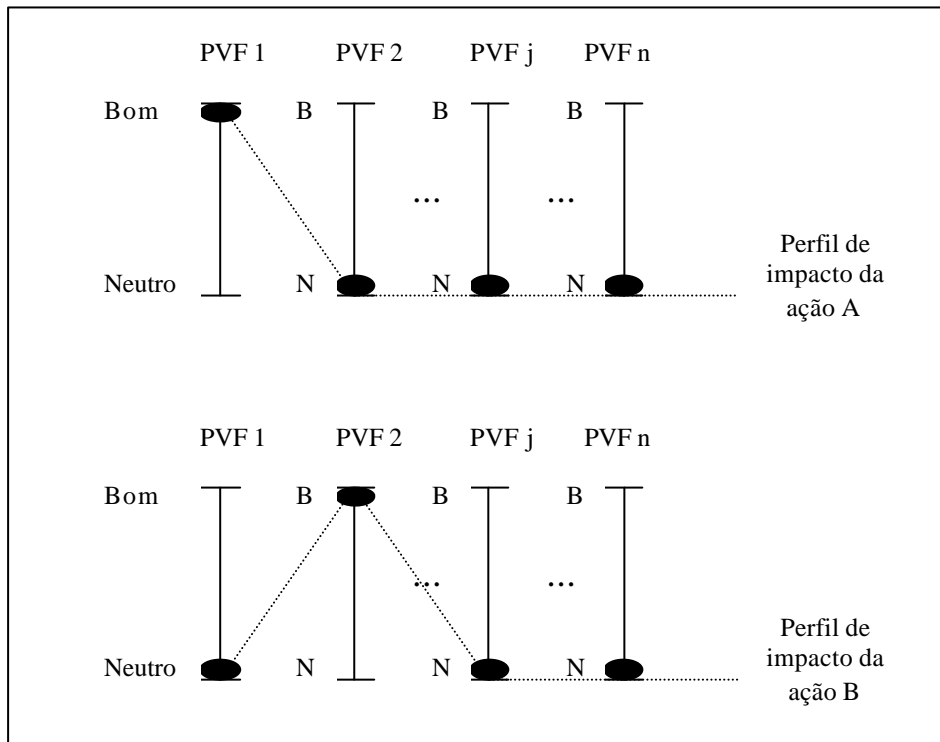 PVF 1 PVF 2 PVF j PVF n
Bom B B B
... ...
Neutro N N N
Perfil de
impacto da
ação A
PVF 1 PVF 2 PVF j PVF n
Bom B B B
... ...
Neutro N N N
Perfil de
impacto da
ação B